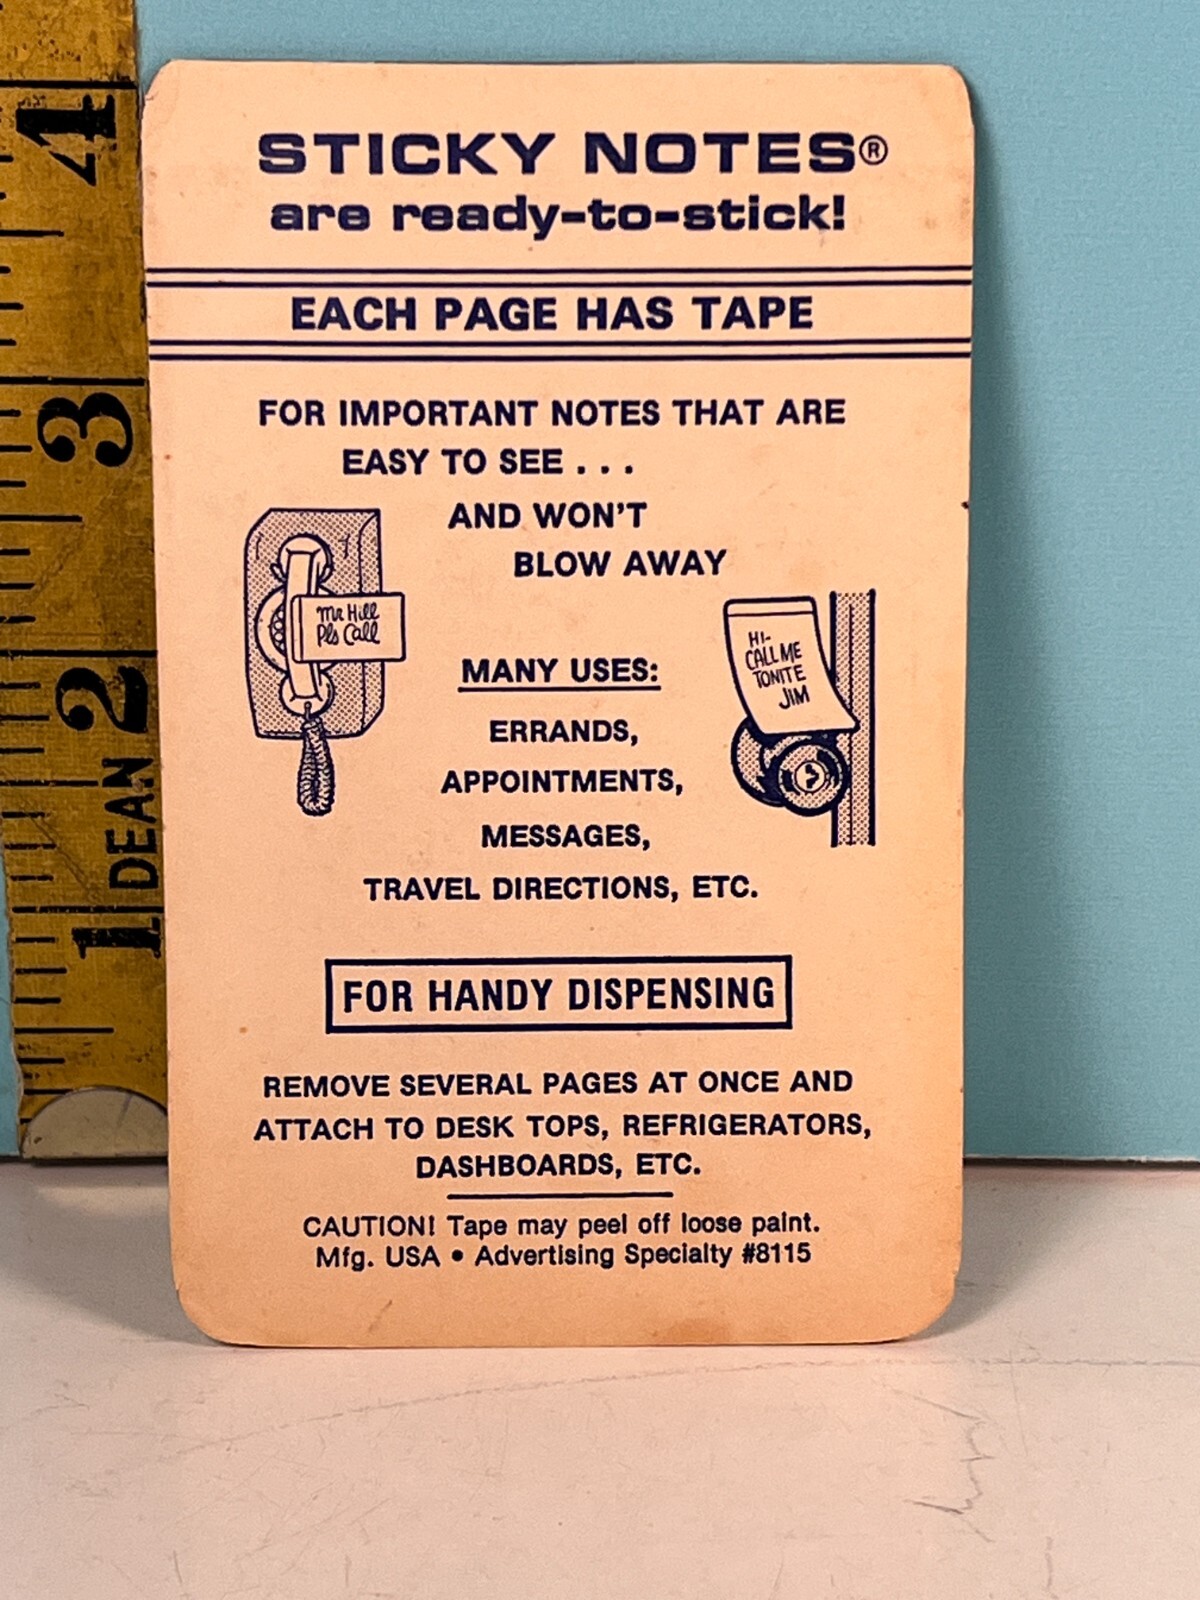 STICKY NOTES®
are ready-to-stick!
EACH PAGE HAS TAPE
FOR IMPORTANT NOTES THAT ARE
EASY TO SEE . . .
AND WON'T
BLOW AWAY
Mr Hill
Pls Call
HI-
CALL ME
TONITE
JIM
MANY USES:
ERRANDS,
APPOINTMENTS,
MESSAGES,
TRAVEL DIRECTIONS, ETC.
FOR HANDY DISPENSING
REMOVE SEVERAL PAGES AT ONCE AND
ATTACH TO DESK TOPS, REFRIGERATORS,
DASHBOARDS, ETC.
CAUTION! Tape may peel off loose paint.
Mfg. USA • Advertising Specialty #8115
4
3
2
DEAN
1